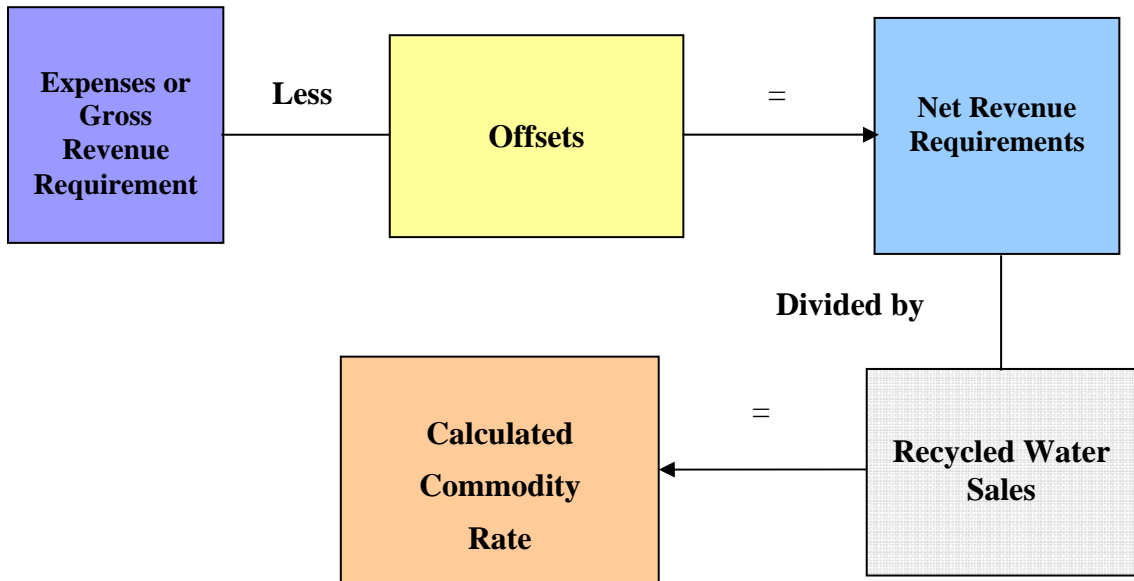 Expenses or
Gross
Revenue
Requirement
Less
Offsets
=
Net Revenue
Requirements
Divided by
Recycled Water
Sales
=
Calculated
Commodity
Rate